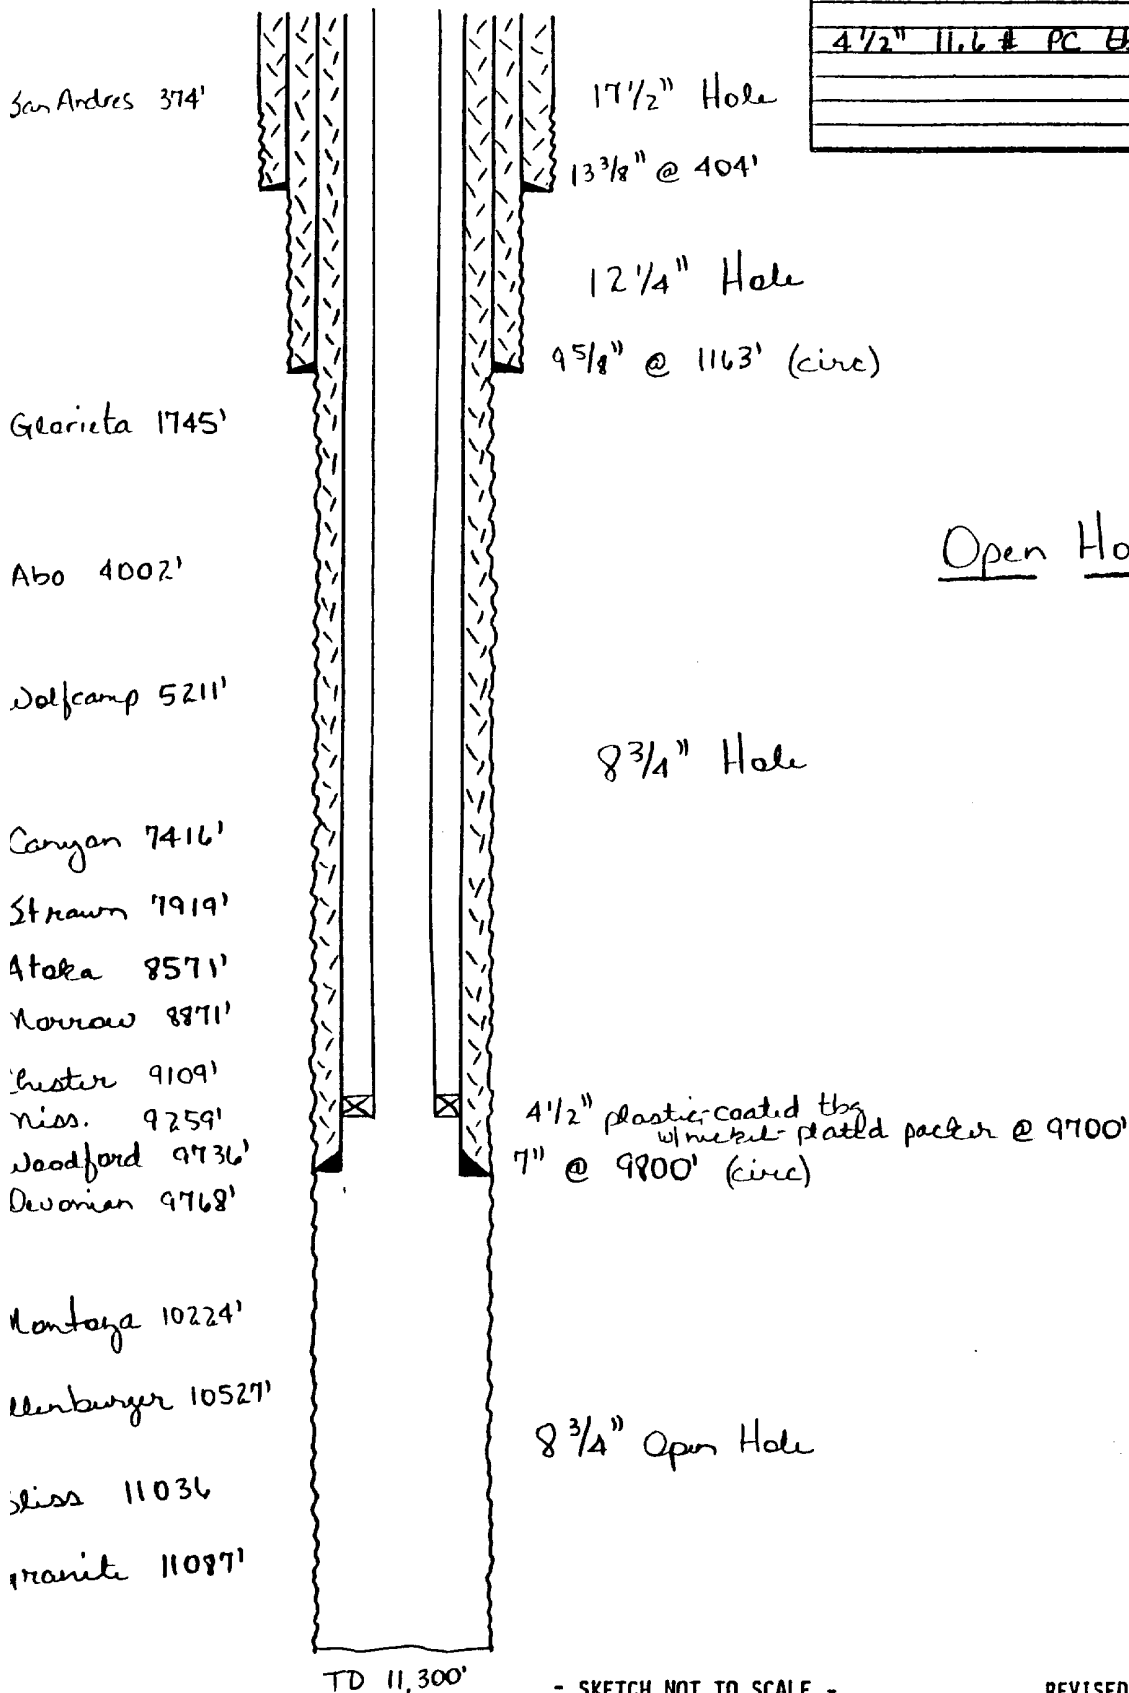 4 1/2" 11.6 # PC
San Andres 374'
17 1/2" Hole
13 3/8" @ 404'
12 1/4" Hole
9 5/8" @ 1163' (circ)
Glorieta 1745'
Open
Abo 4002'
Wolfcamp 5211'
8 3/4" Hole
Canyon 7416'
Strawn 7919'
Atoka 8571'
Morrow 8871'
Chester 9109'
Miss. 9259'
4 1/2" plastic-coated tbg
w/nickel-plated packer @ 9700'
Woodford 9736'
7" @ 9800' (circ)
Devonian 9768'
Montoya 10224'
llenburger 10527'
8 3/4" Open Hole
Bliss 11036
Granite 11087'
TD 11,300'
- SKETCH NOT TO SCALE -
REVISED